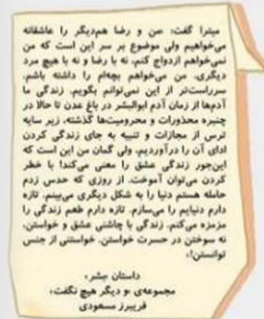 میترا گفت: من و رضا هم‌دیگر را عاشقانه
می‌خواهیم ولی موضوع بر سر این است که من
نمی‌خواهم ازدواج کنم، نه با رضا و نه با هیچ مرد
دیگری. من می‌خواهم بچه‌ام را داشته باشم.
سرراست‌تر از این نمی‌توانم بگویم. زندگی ما
آدم‌ها از زمان آدم ابوالبشر در باغ عدن تا حالا در
چنبره محذورات و محرومیت‌ها گذشته، زیر سایه
ترس از مجازات و تنبیه به جای زندگی کردن
ادای آن را درآوردیم. ولی گمان من این است که
این‌جور زندگی عشق را معنی می‌کند! با خطر
کردن می‌توان آموخت. از روزی که حدس زدم
حامله هستم دنیا را به شکل دیگری می‌بینم. تازه
دارم دنیایم را می‌سازم. تازه دارم طعم زندگی را
مزمزه می‌کنم. زندگی با چاشنی عشق و خواستن،
نه سوختن در حسرت خواستن. خواستنی از جنس
توانستن!»
داستان «بشر»
مجموعه‌ی «و دیگر هیچ نگفت»
فریبرز مسعودی